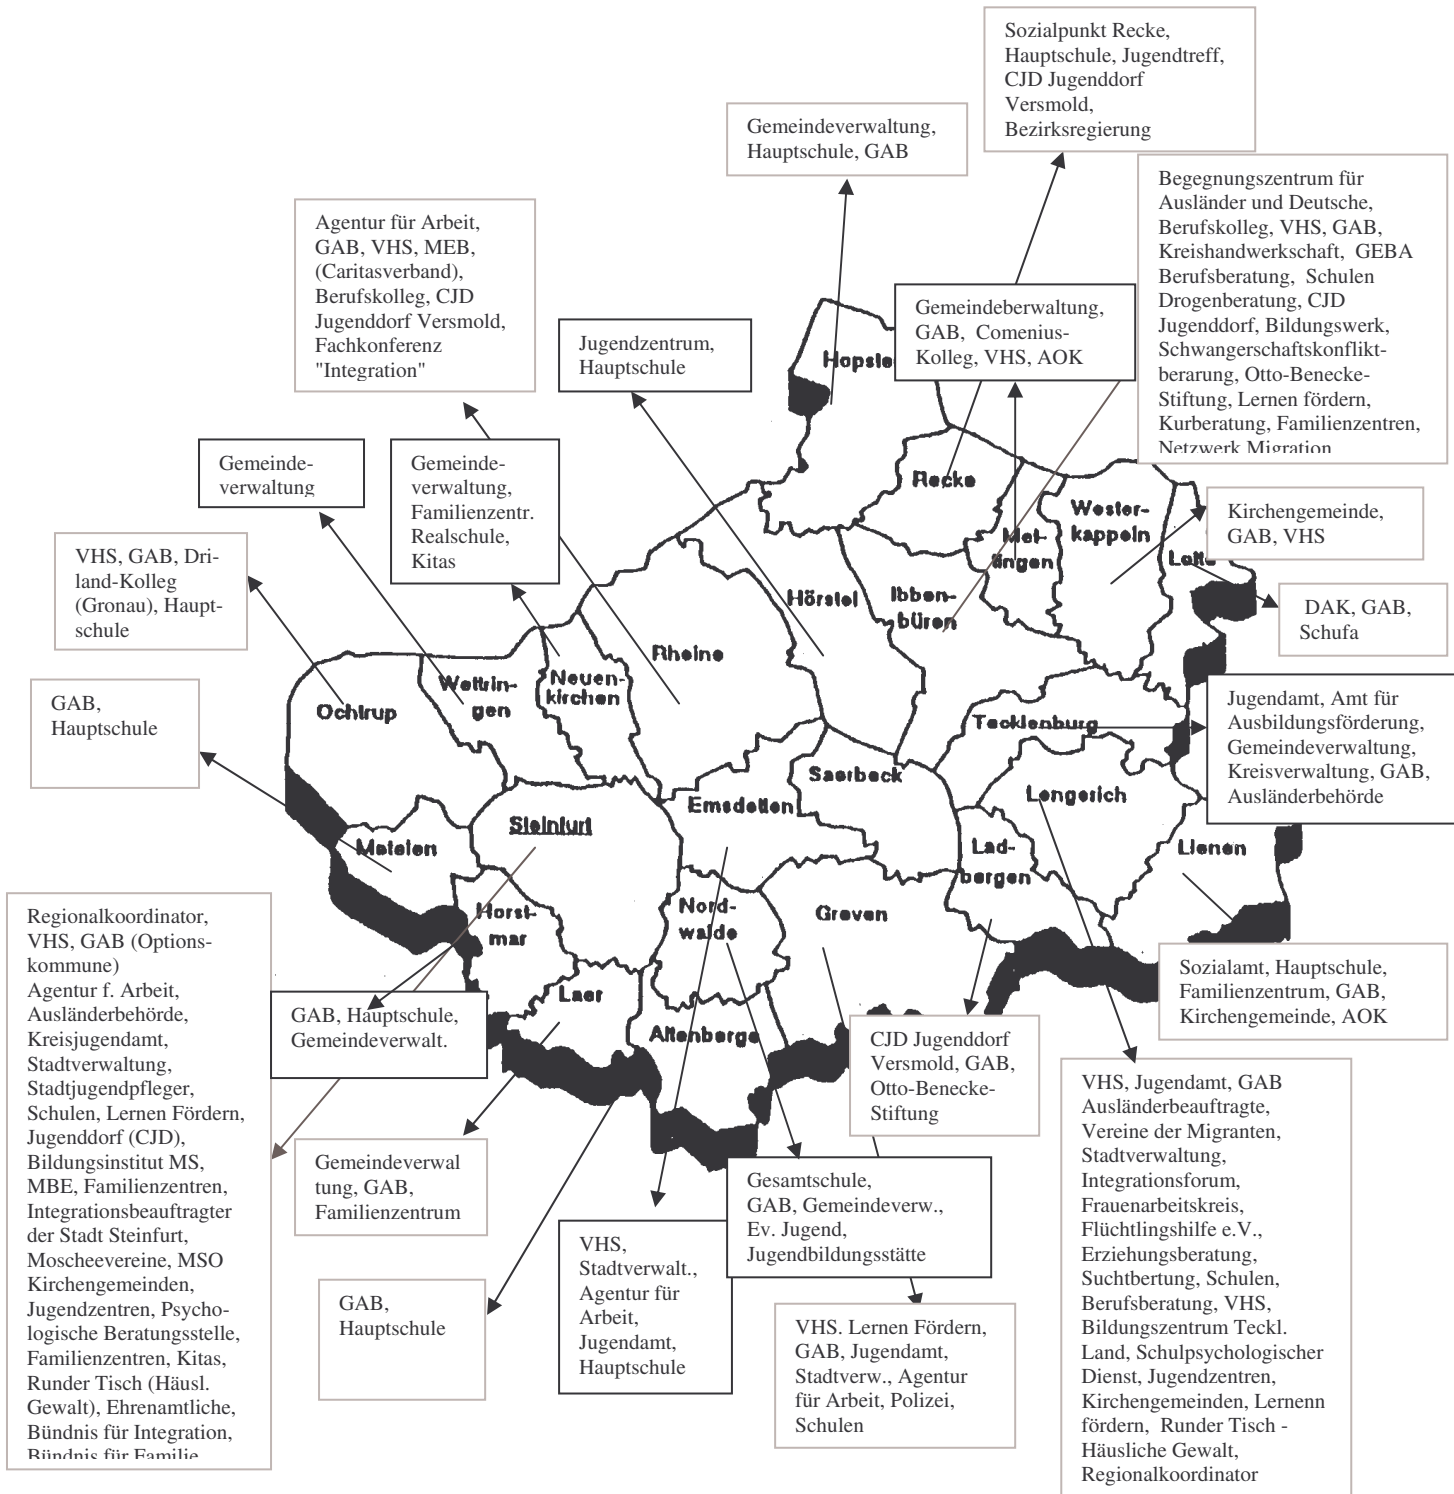 Sozialpunkt Recke,
Hauptschule, Jugendtreff,
CJD Jugenddorf
Versmold,
Bezirksregierung
Gemeindeverwaltung,
Hauptschule, GAB
Begegnungszentrum für
Ausländer und Deutsche,
Berufskolleg, VHS, GAB,
Kreishandwerkschaft, GEBA
Berufsberatung, Schulen
Drogenberatung, CJD
Jugenddorf, Bildungswerk,
Schwangerschaftskonflikt-
berarung, Otto-Benecke-
Stiftung, Lernen fördern,
Kurberatung, Familienzentren,
Netzwerk Migration
Agentur für Arbeit,
GAB, VHS, MEB,
(Caritasverband),
Berufskolleg, CJD
Jugenddorf Versmold,
Fachkonferenz
"Integration"
Gemeindeberwaltung,
GAB, Comenius-
Kolleg, VHS, AOK
Jugendzentrum,
Hauptschule
Gemeinde-
verwaltung
Gemeinde-
verwaltung,
Familienzentr.
Realschule,
Kitas
Kirchengemeinde,
GAB, VHS
VHS, GAB, Dri-
land-Kolleg
(Gronau), Haupt-
schule
DAK, GAB,
Schufa
GAB,
Hauptschule
Jugendamt, Amt für
Ausbildungsförderung,
Gemeindeverwaltung,
Kreisverwaltung, GAB,
Ausländerbehörde
Recke
Wester-
kappeln
Met-
tingen
Lotte
Hörstel
Ibben-
büren
Rheine
Neuen-
kirchen
Wettrin-
gen
Ochtrup
Tecklenburg
Saerbeck
Lengerich
Emsdetten
Steinfurt
Metelen
Lad-
bergen
Lienen
Horst-
mar
Nord-
walde
Greven
Laer
Altenberge
Regionalkoordinator,
VHS, GAB (Options-
kommune)
Agentur f. Arbeit,
Ausländerbehörde,
Kreisjugendamt,
Stadtverwaltung,
Stadtjugendpfleger,
Schulen, Lernen Fördern,
Jugenddorf (CJD),
Bildungsinstitut MS,
MBE, Familienzentren,
Integrationsbeauftragter
der Stadt Steinfurt,
Moscheevereine, MSO
Kirchengemeinden,
Jugendzentren, Psycho-
logische Beratungsstelle,
Familienzentren, Kitas,
Runder Tisch (Häusl.
Gewalt), Ehrenamtliche,
Bündnis für Integration,
Bündnis für Familie
GAB, Hauptschule,
Gemeindeverwalt.
Sozialamt, Hauptschule,
Familienzentrum, GAB,
Kirchengemeinde, AOK
CJD Jugenddorf
Versmold, GAB,
Otto-Benecke-
Stiftung
VHS, Jugendamt, GAB
Ausländerbeauftragte,
Vereine der Migranten,
Stadtverwaltung,
Integrationsforum,
Frauenarbeitskreis,
Flüchtlingshilfe e.V.,
Erziehungsberatung,
Suchtbertung, Schulen,
Berufsberatung, VHS,
Bildungszentrum Teckl.
Land, Schulpsychologischer
Dienst, Jugendzentren,
Kirchengemeinden, Lernenn
fördern, Runder Tisch -
Häusliche Gewalt,
Regionalkoordinator
Gemeindeverwal
tung, GAB,
Familienzentrum
Gesamtschule,
GAB, Gemeindeverw.,
Ev. Jugend,
Jugendbildungsstätte
VHS,
Stadtverwalt.,
Agentur für
Arbeit,
Jugendamt,
Hauptschule
GAB,
Hauptschule
VHS. Lernen Fördern,
GAB, Jugendamt,
Stadtverw., Agentur
für Arbeit, Polizei,
Schulen